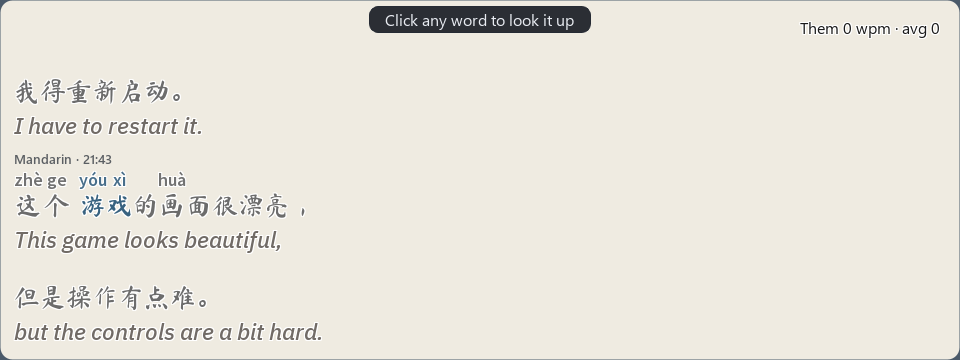 Click any word to look it up
Them 0 wpm · avg 0
我得重新启动。
I have to restart it.
Mandarin · 21:43
zhè ge yóu xì huà
这个 游戏的画面很漂亮，
This game looks beautiful,
但是操作有点难。
but the controls are a bit hard.